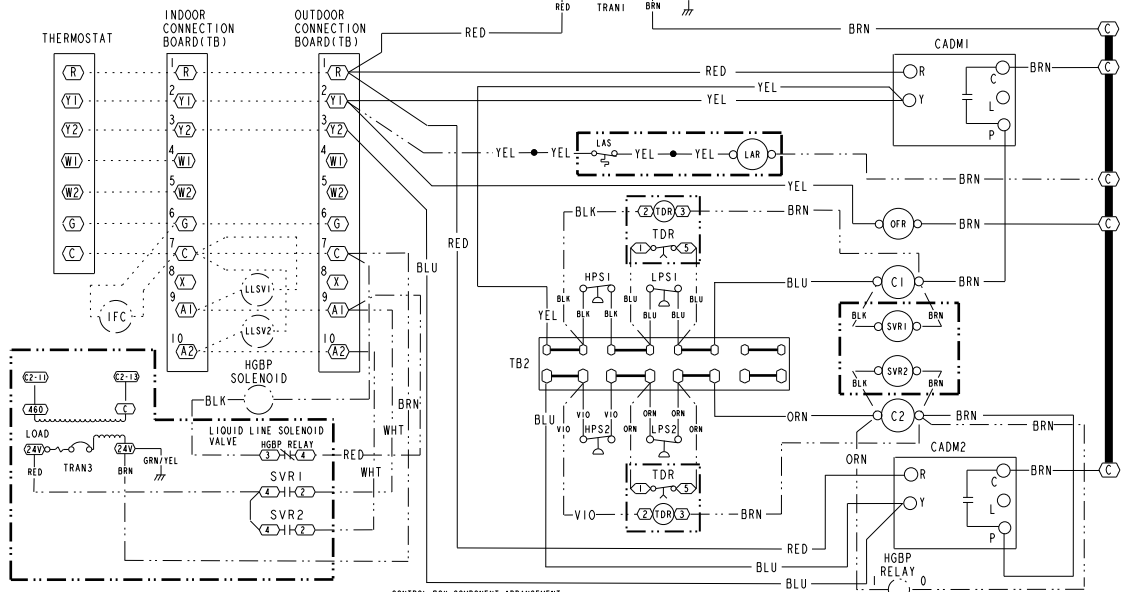 RED TRAN1 BRN
INDOOR
CONNECTION
BOARD(TB)
OUTDOOR
CONNECTION
BOARD(TB)
THERMOSTAT
RED
BRN
C
CADM1
1 R
1 R
R
RED
R
C
BRN
C
YEL
L
2 Y1
2 Y1
Y1
YEL
Y
P
3 Y2
3 Y2
Y2
LAS
YEL
YEL
YEL
YEL
LAR
4 W1
4 W1
W1
BRN
C
5 W2
5 W2
W2
YEL
6 G
6 G
G
BLK
2 TDR 3
BRN
OFR
BRN
C
TDR
1 5
RED
7 C
7 C
C
BLU
HPS1
LPS1
8 X
8 X
LLSV1
BLU
C1
BRN
BLK
BLK
BLU
BLU
9 A1
9 A1
IFC
LLSV2
YEL
BLK
SVR1
BRN
10 A2
10 A2
TB2
HGBP
SOLENOID
SVR2
BLK
BRN
C2-11
C2-13
BLK
BRN
460
C
BLU
VIO
VIO
ORN
ORN
ORN
C2
BRN
BRN
LOAD
LIQUID LINE SOLENOID
VALVE
WHT
HPS2
LPS2
HGBP RELAY
24V
24V
TRAN3
GRN/YEL
RED
BRN
3 4
RED
WHT
ORN
CADM2
TDR
1 5
SVR1
4 2
R
C
BRN
C
L
SVR2
4 2
VIO
2 TDR 3
BRN
Y
P
RED
BLU
BLU
HGBP
RELAY
1 0
CONTROL BOX COMPONENT ARRANGEMENT